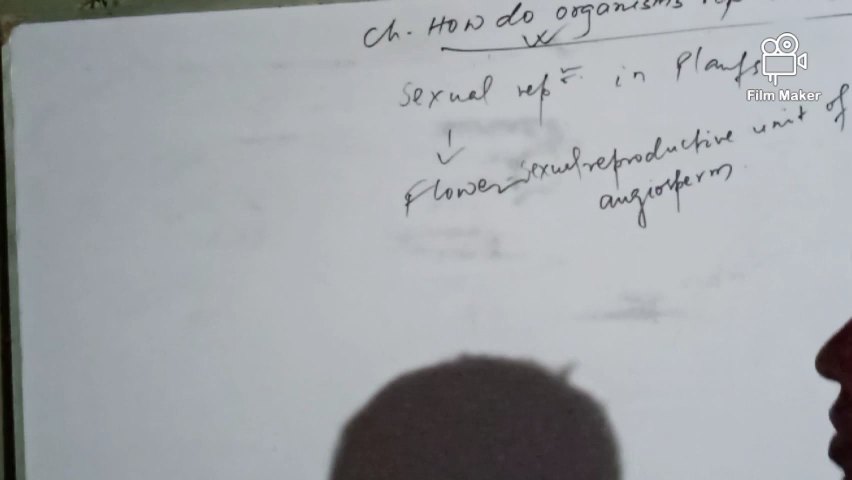 Ch. How do organisms rep
Sexual repⁿ. in Plants
Flower - sexual reproductive unit of
angiosperm.
Film Maker